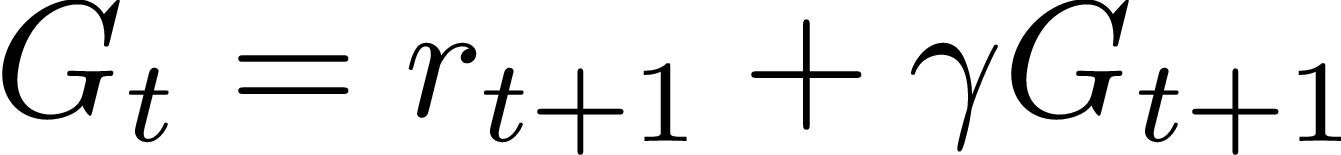 G_t = r_{t+1} + γG_{t+1}